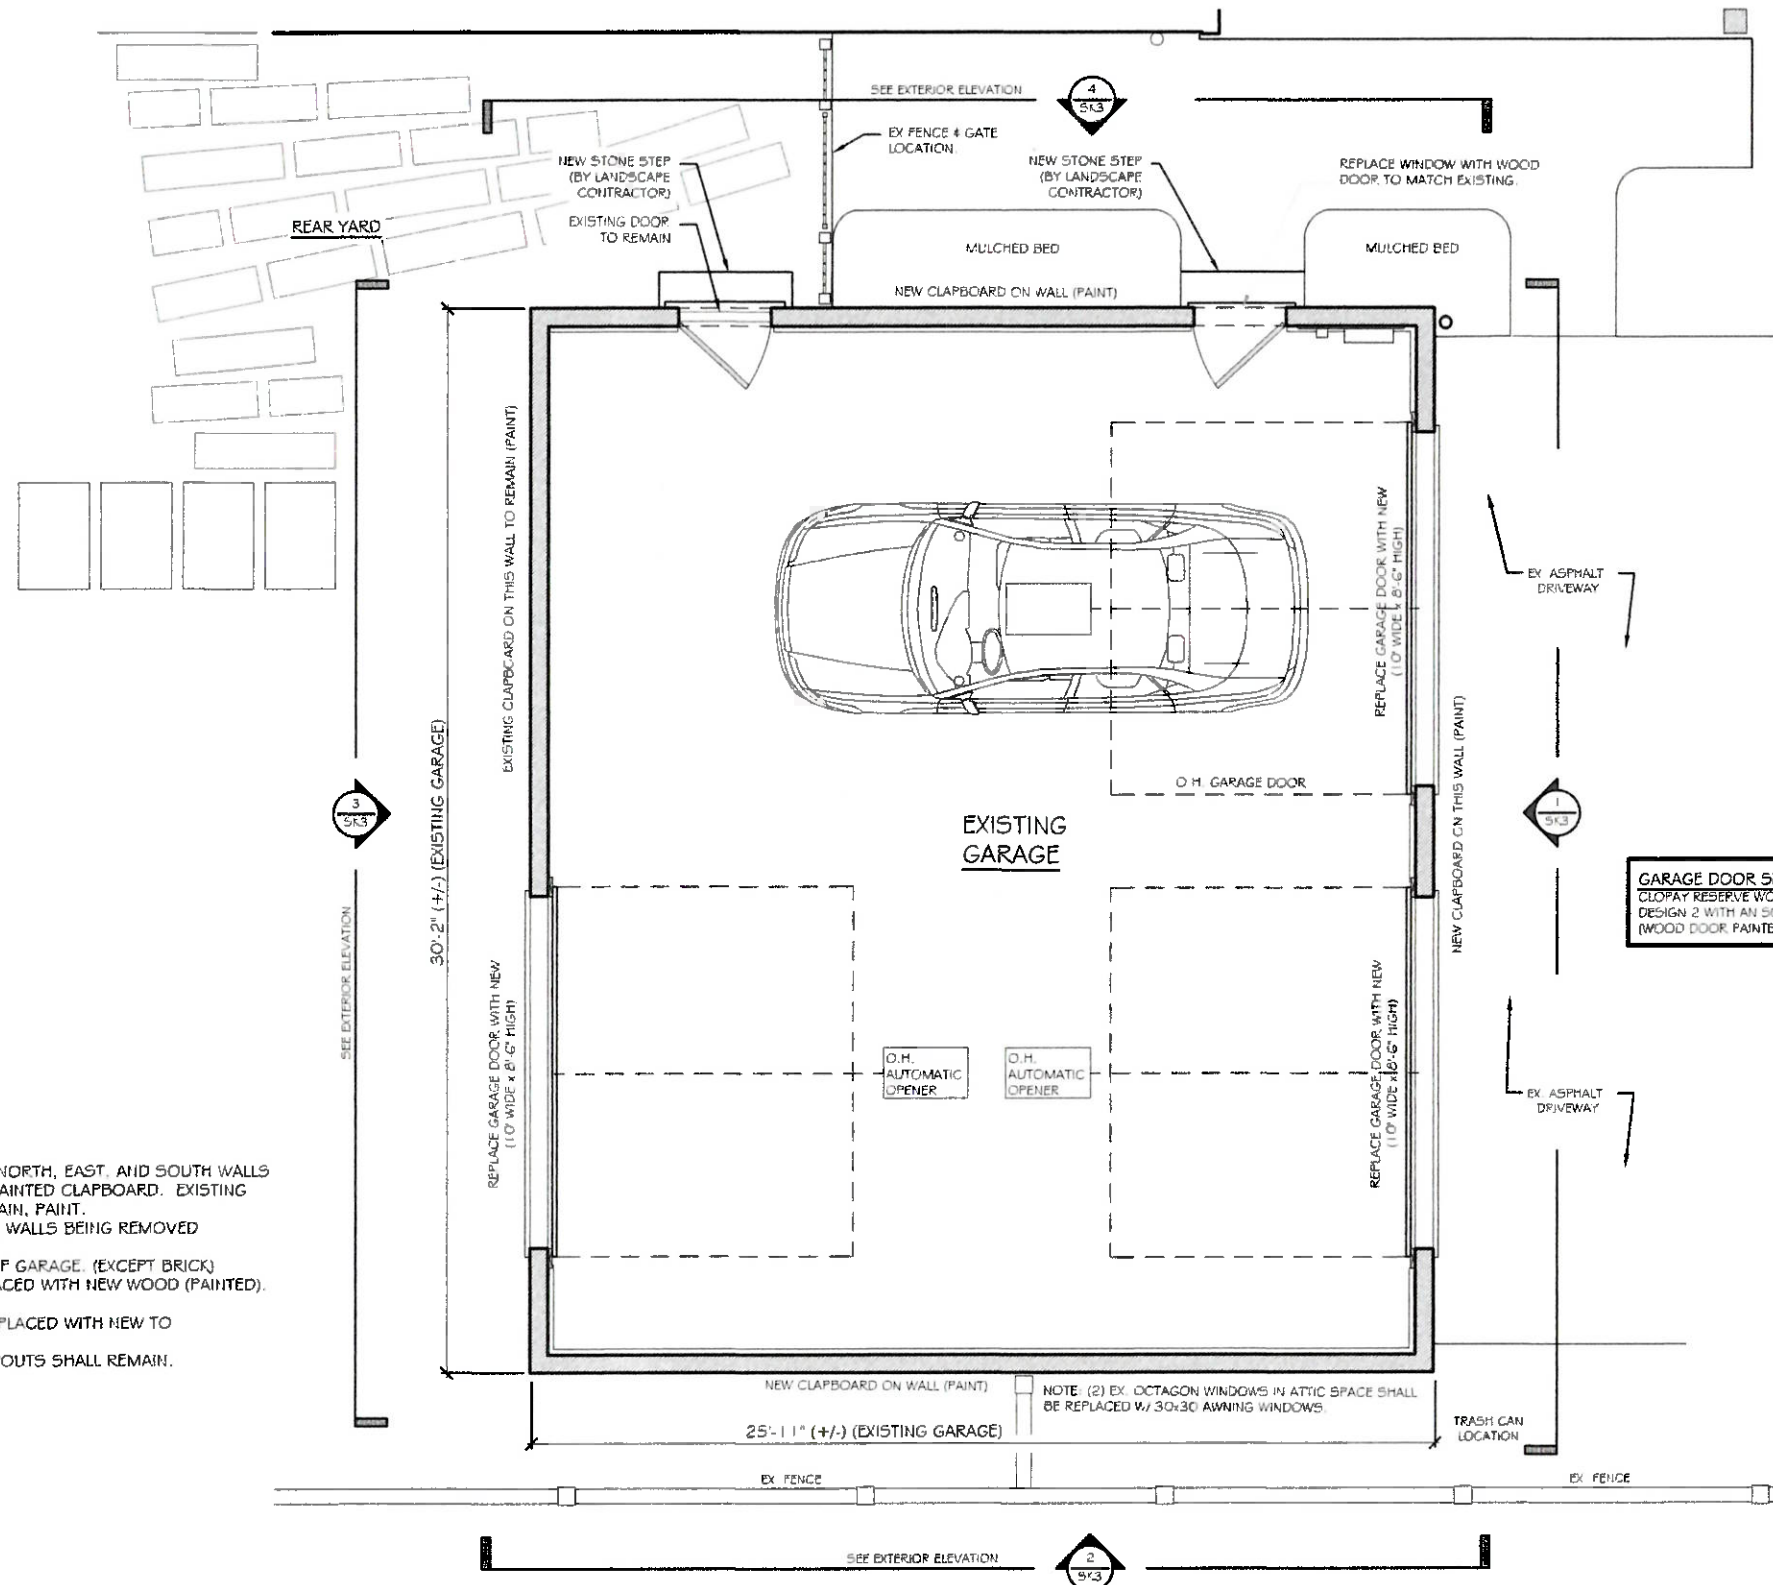 SEE EXTERIOR ELEVATION
4
SK3
EX FENCE & GATE
LOCATION.
NEW STONE STEP
(BY LANDSCAPE
CONTRACTOR)
NEW STONE STEP
(BY LANDSCAPE
CONTRACTOR)
REPLACE WINDOW WITH WOOD
DOOR TO MATCH EXISTING.
REAR YARD
EXISTING DOOR
TO REMAIN
MULCHED BED
MULCHED BED
NEW CLAPBOARD ON WALL (PAINT)
EXISTING CLAPBOARD ON THIS WALL TO REMAIN (PAINT)
REPLACE GARAGE DOOR WITH NEW
(10' WIDE x 8'-6" HIGH)
EX. ASPHALT
DRIVEWAY
30'-2" (+/-) (EXISTING GARAGE)
O.H. GARAGE DOOR
NEW CLAPBOARD ON THIS WALL (PAINT)
3
SK3
1
SK3
EXISTING
GARAGE
GARAGE DOOR S
CLOPAY RESERVE WO
DESIGN 2 WITH AN S
(WOOD DOOR PAINTE
SEE EXTERIOR ELEVATION
REPLACE GARAGE DOOR WITH NEW
(10' WIDE x 8'-6" HIGH)
O.H.
AUTOMATIC
OPENER
O.H.
AUTOMATIC
OPENER
REPLACE GARAGE DOOR WITH NEW
(10' WIDE x 8'-6" HIGH)
EX. ASPHALT
DRIVEWAY
NORTH, EAST, AND SOUTH WALLS
AINTED CLAPBOARD. EXISTING
AIN, PAINT.
WALLS BEING REMOVED
F GARAGE. (EXCEPT BRICK)
ACED WITH NEW WOOD (PAINTED).
PLACED WITH NEW TO
OUTS SHALL REMAIN.
NEW CLAPBOARD ON WALL (PAINT)
NOTE: (2) EX. OCTAGON WINDOWS IN ATTIC SPACE SHALL
BE REPLACED W/ 30x30 AWNING WINDOWS.
25'-11" (+/-) (EXISTING GARAGE)
TRASH CAN
LOCATION
EX. FENCE
EX. FENCE
SEE EXTERIOR ELEVATION
2
SK3